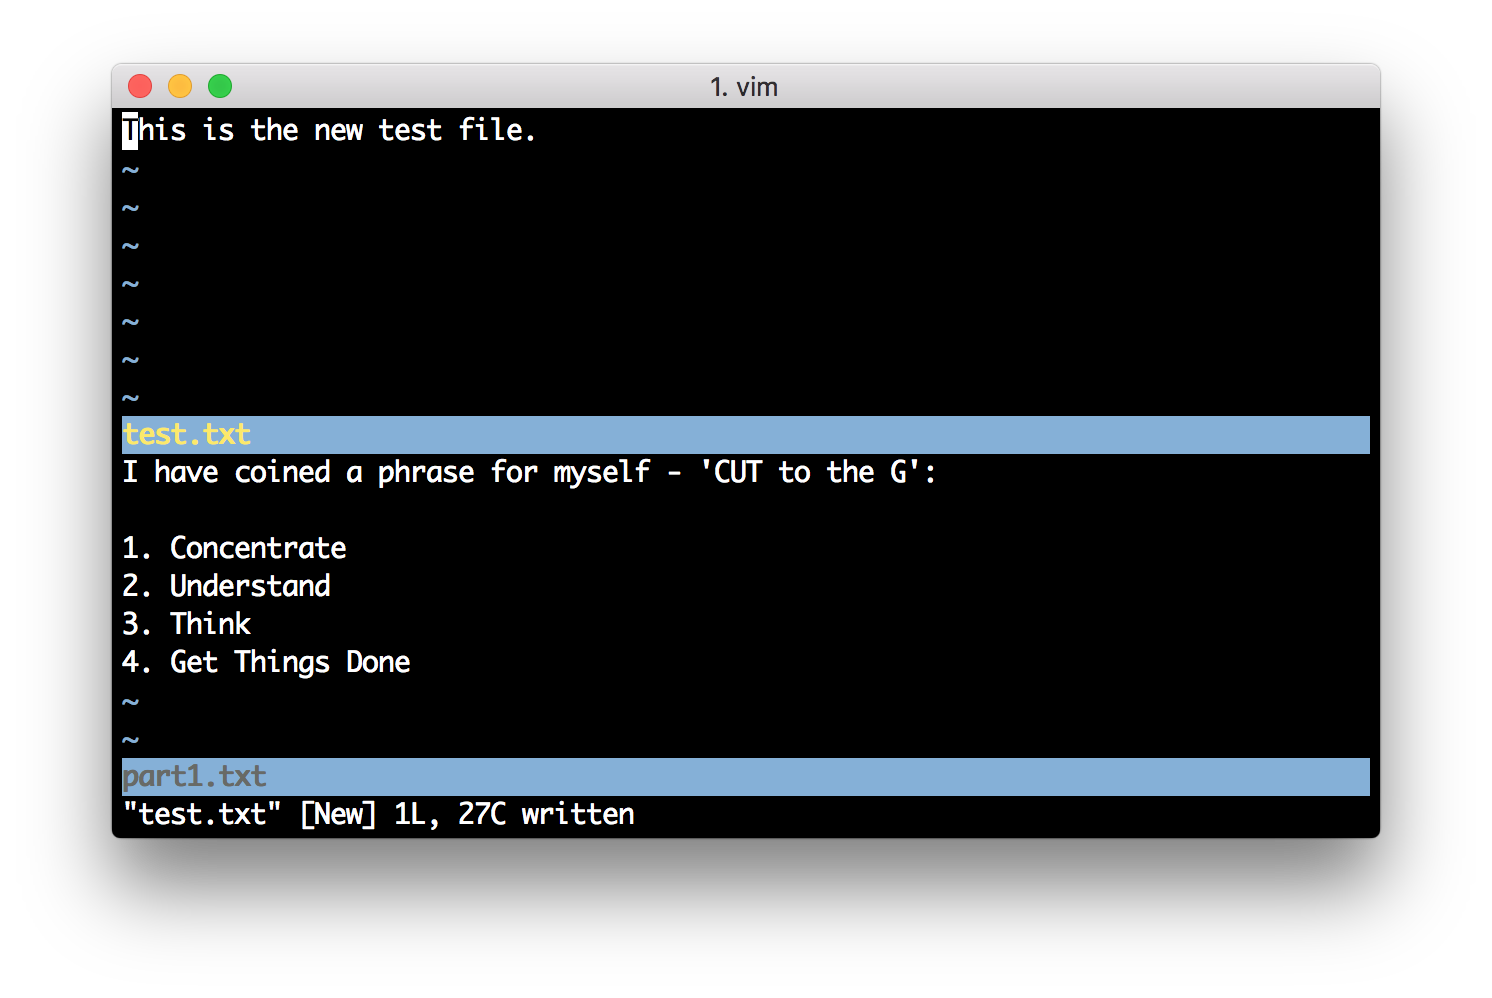 1. vim
This is the new test file.
~
~
~
~
~
~
~
test.txt
I have coined a phrase for myself - 'CUT to the G':

1. Concentrate
2. Understand
3. Think
4. Get Things Done
~
~
part1.txt
"test.txt" [New] 1L, 27C written